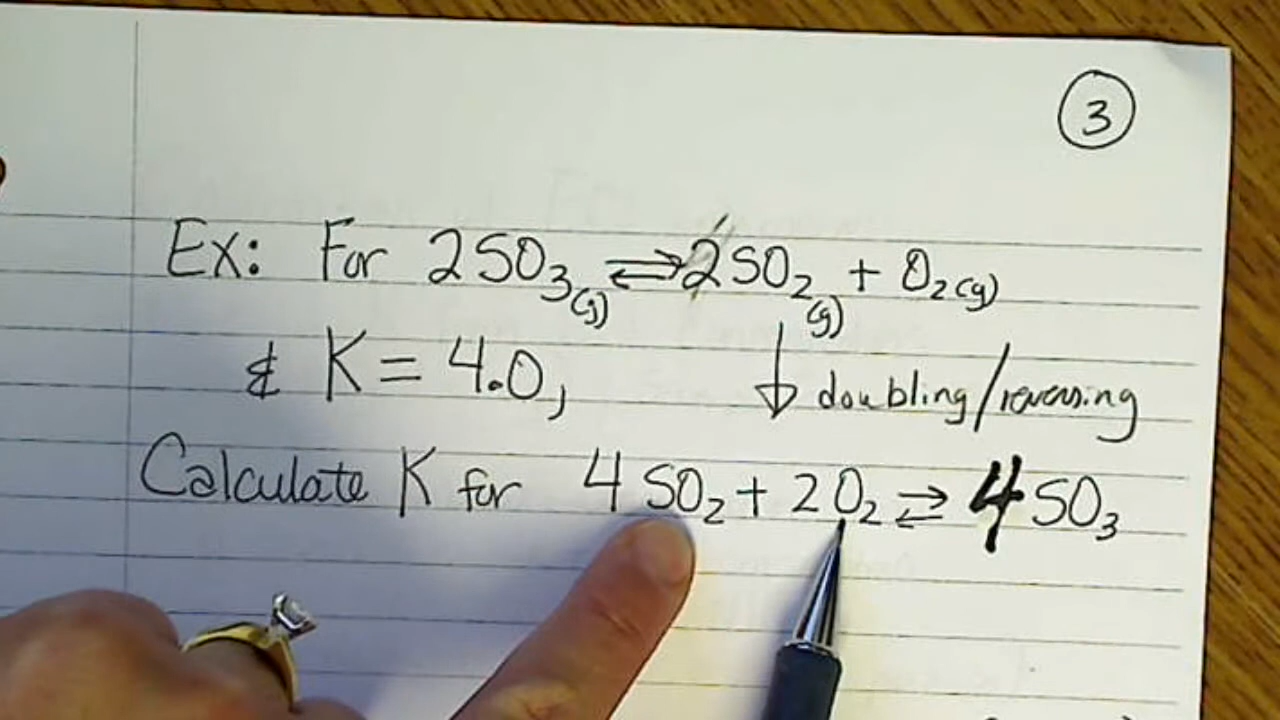 3
Ex: For 2SO₃(g) ⇌ 2SO₂(g) + O₂(g)
& K = 4.0,
↓ doubling/reversing
Calculate K for 4SO₂ + 2O₂ ⇌ 4SO₃